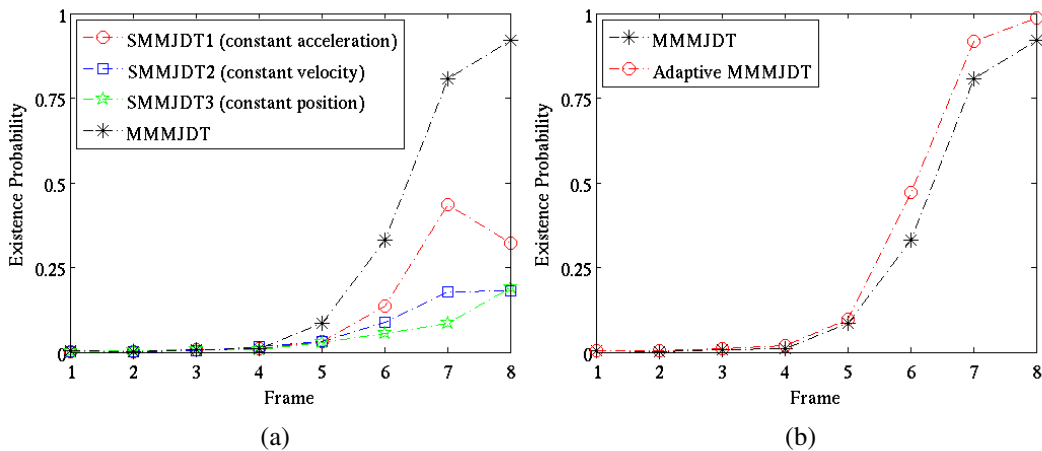 1
0.75
0.5
0.25
0
Existence Probability
SMMJDT1 (constant acceleration)
SMMJDT2 (constant velocity)
SMMJDT3 (constant position)
MMMJDT
1 2 3 4 5 6 7 8
Frame
(a)
1
0.75
0.5
0.25
0
Existence Probability
MMMJDT
Adaptive MMMJDT
1 2 3 4 5 6 7 8
Frame
(b)